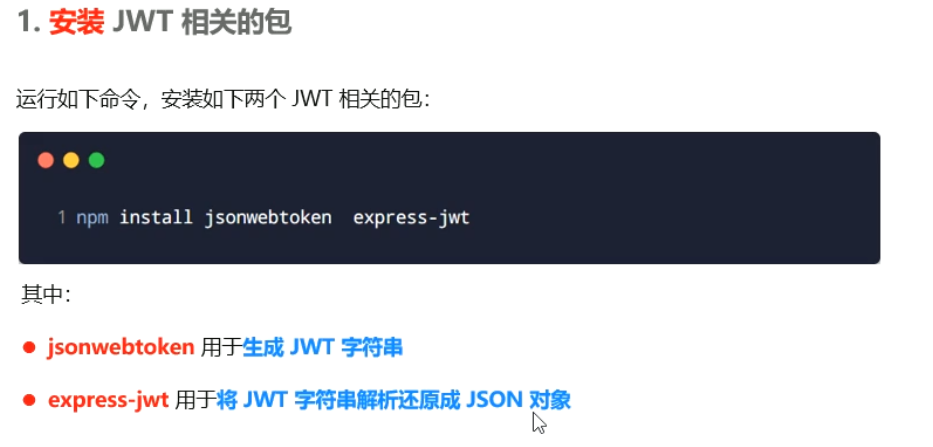 1. 安装 JWT 相关的包
运行如下命令，安装如下两个 JWT 相关的包：
1 npm install jsonwebtoken  express-jwt
其中：
● jsonwebtoken 用于生成 JWT 字符串
● express-jwt 用于将 JWT 字符串解析还原成 JSON 对象